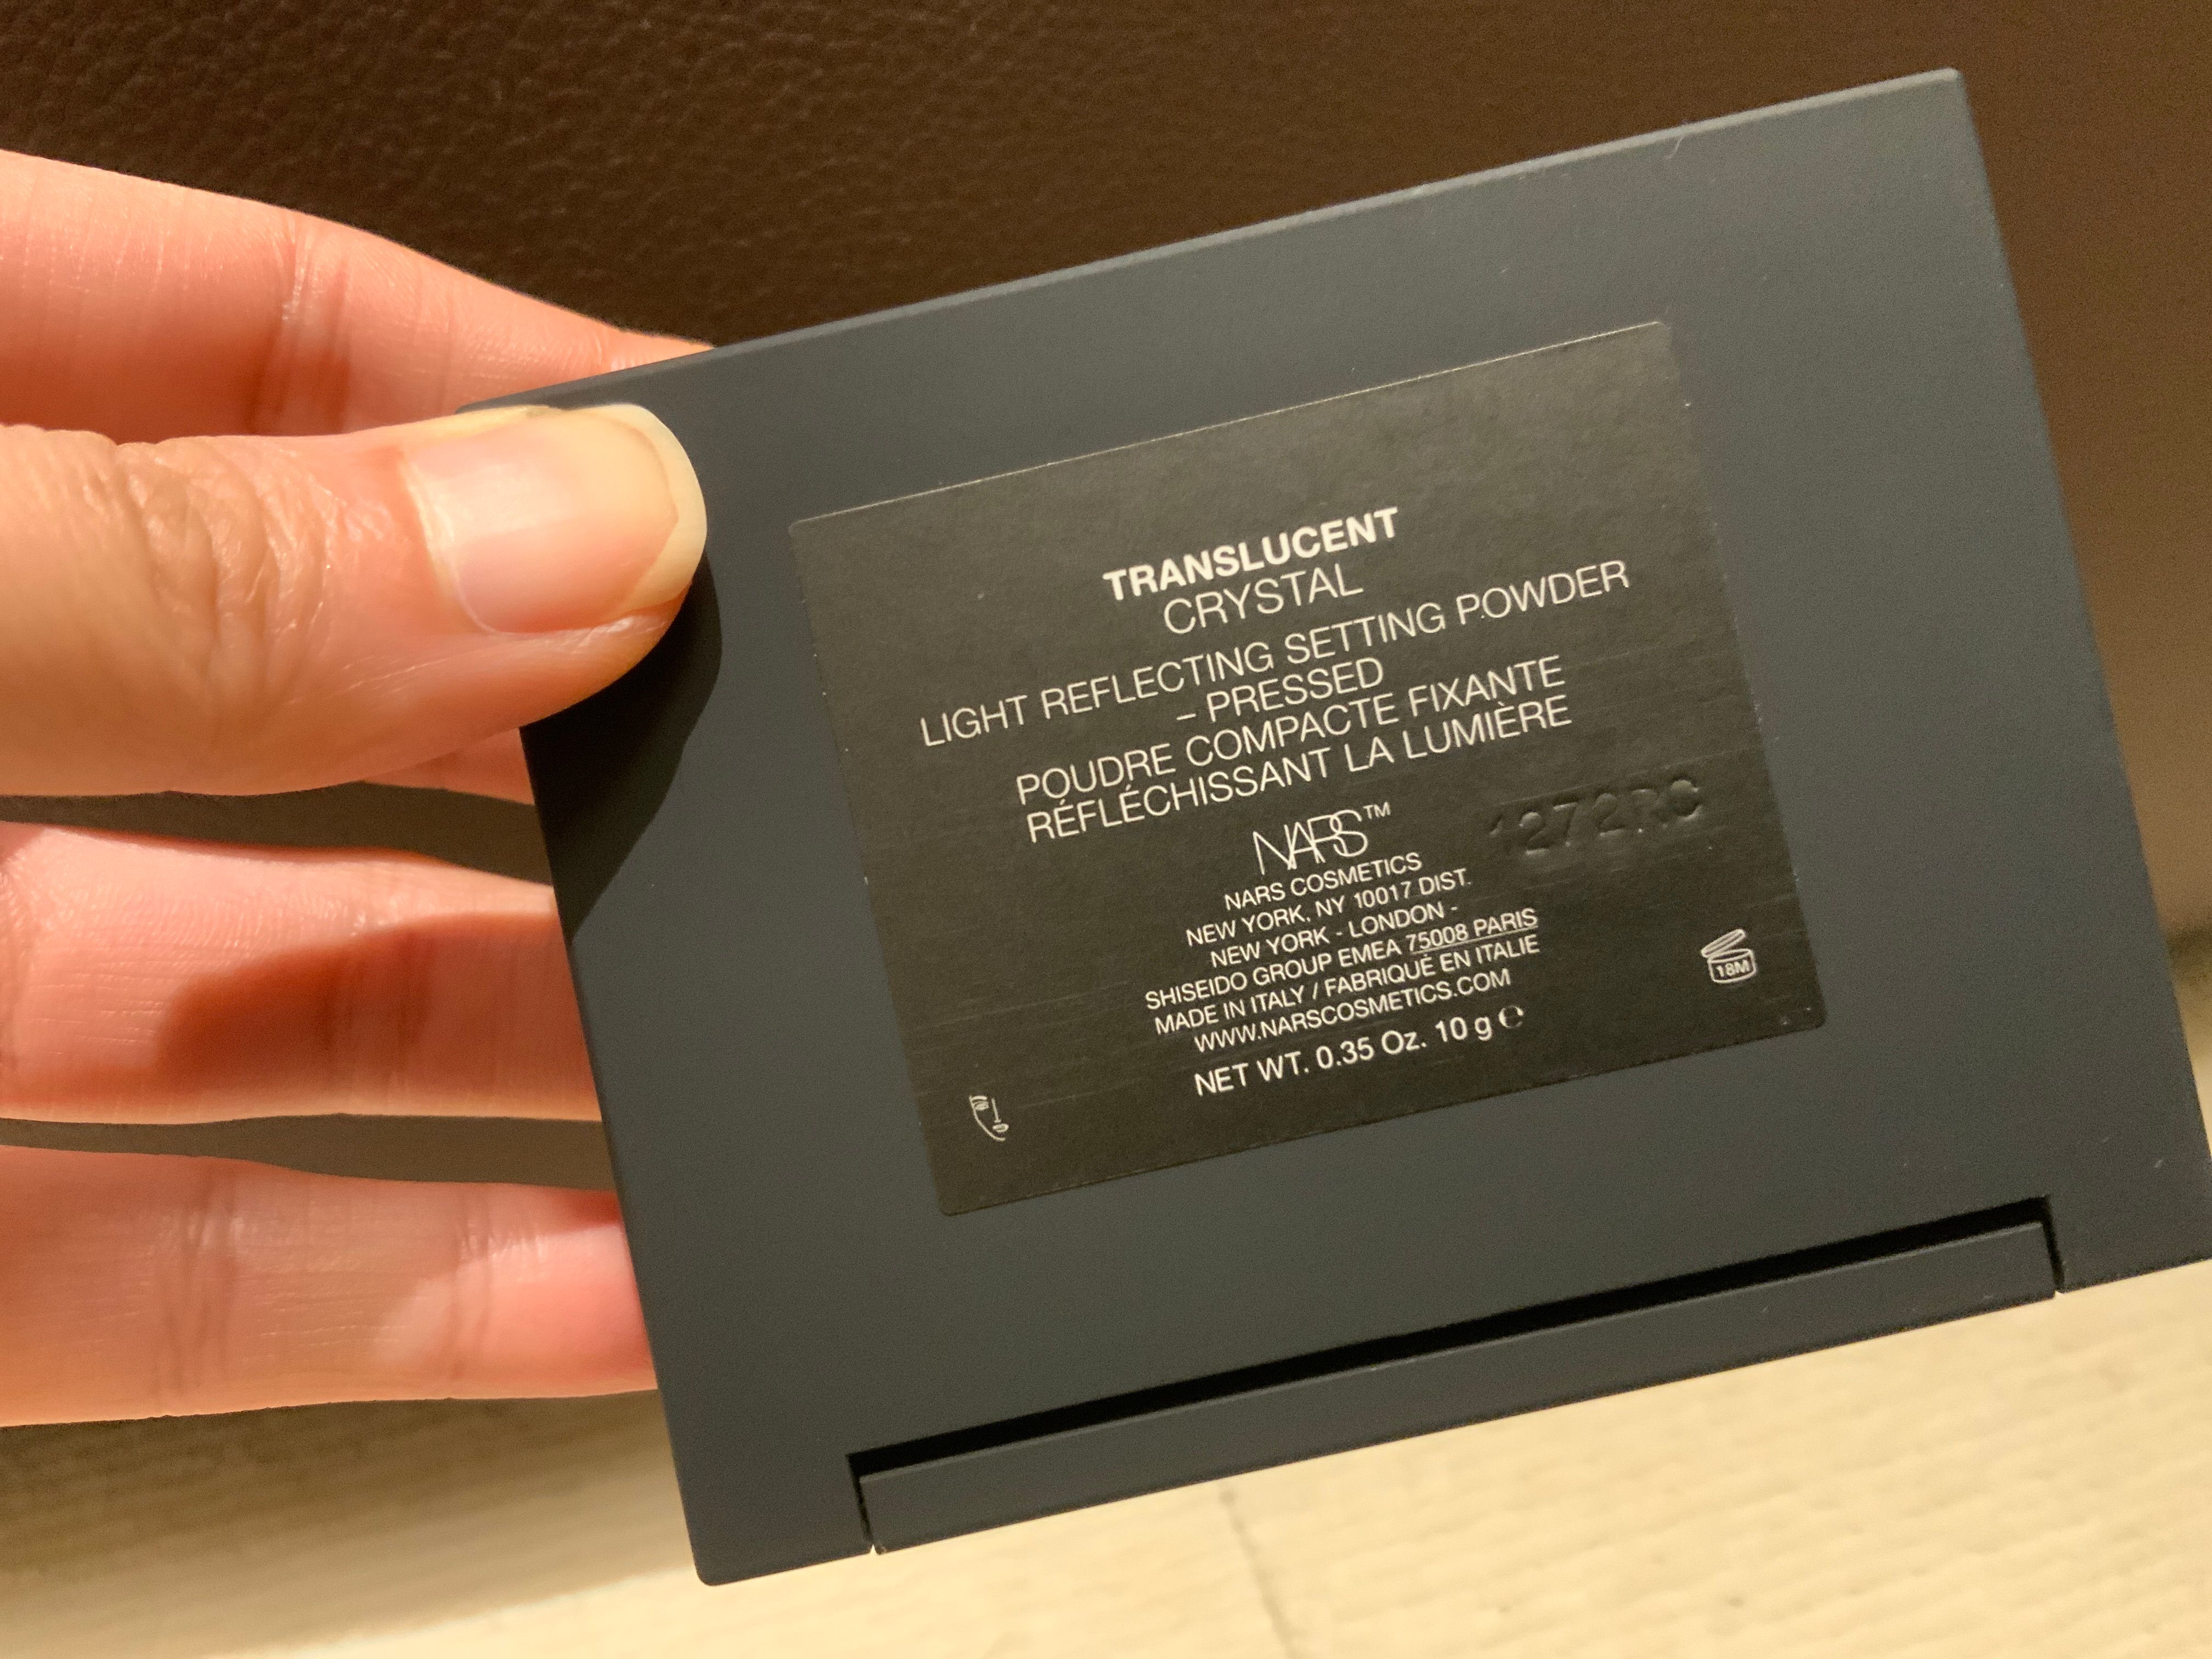 TRANSLUCENT
CRYSTAL
LIGHT REFLECTING SETTING POWDER
– PRESSED
POUDRE COMPACTE FIXANTE
RÉFLÉCHISSANT LA LUMIÈRE
1272RC
NARS™
NARS COSMETICS
NEW YORK, NY 10017 DIST.
NEW YORK - LONDON -
SHISEIDO GROUP EMEA 75008 PARIS
MADE IN ITALY / FABRIQUÉ EN ITALIE
WWW.NARSCOSMETICS.COM
NET WT. 0.35 Oz. 10 g ℮
18M